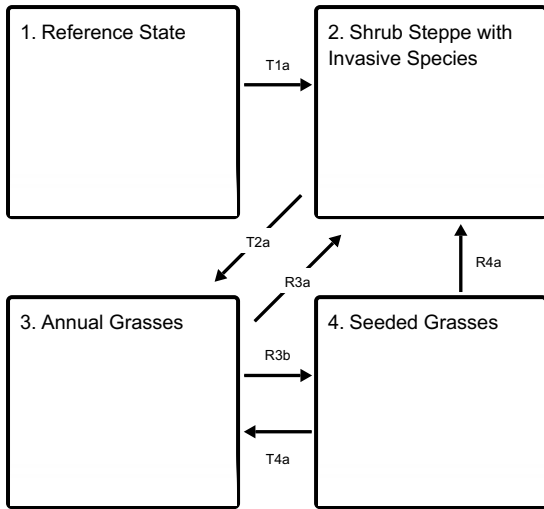 1. Reference State
2. Shrub Steppe with
Invasive Species
T1a
T2a
R3a
R4a
3. Annual Grasses
4. Seeded Grasses
R3b
T4a